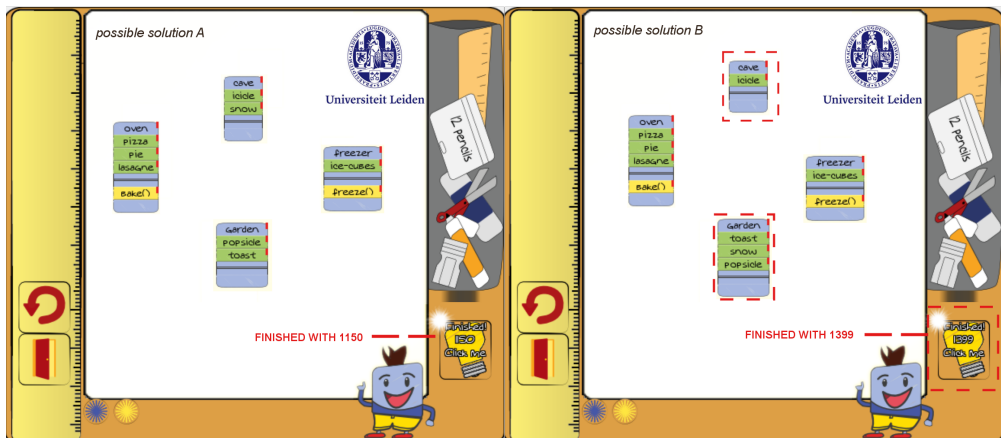 possible solution A
Universiteit Leiden
cave
icicle
snow
oven
pizza
pie
lasagne
bake()
freezer
ice-cubes
freeze()
Garden
popsicle
toast
12 pencils
FINISHED WITH 1150
Finished!
150
Click me
possible solution B
Universiteit Leiden
cave
icicle
oven
pizza
pie
lasagne
bake()
freezer
ice-cubes
freeze()
Garden
toast
snow
popsicle
12 pencils
FINISHED WITH 1399
Finished!
1399
Click me